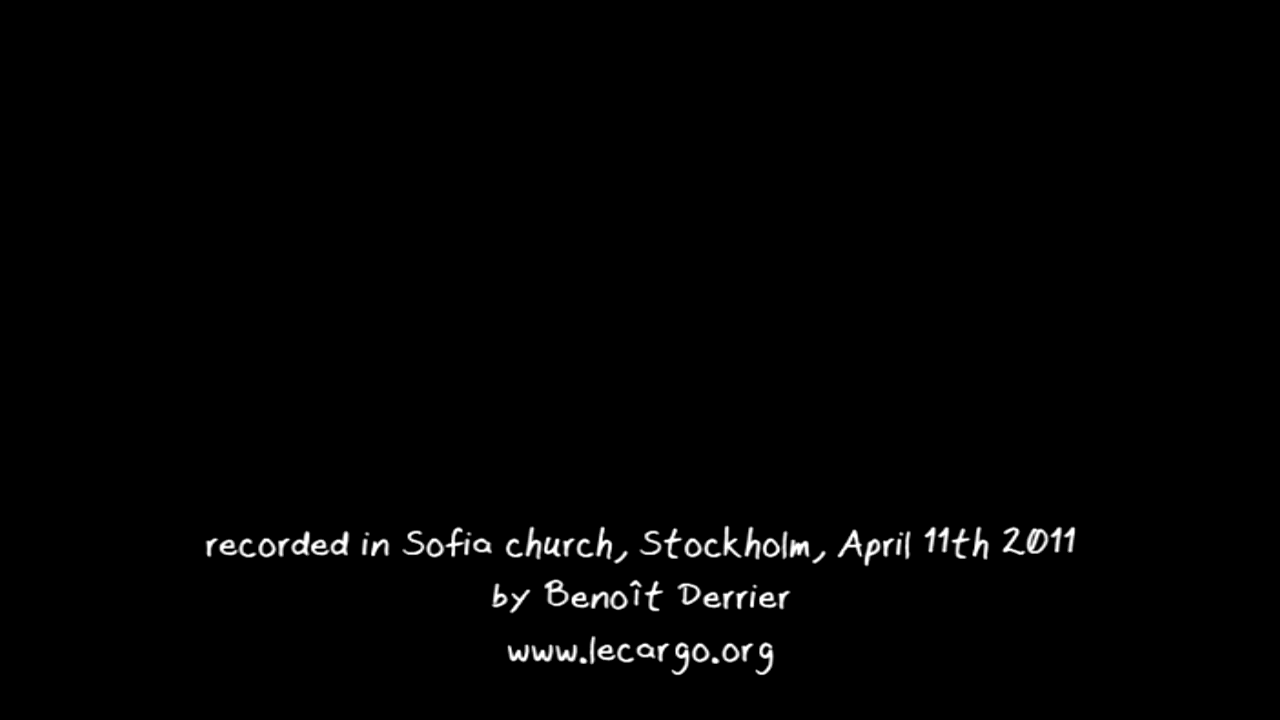 recorded in Sofia church, Stockholm, April 11th 2011
by Benoît Derrier
www.lecargo.org